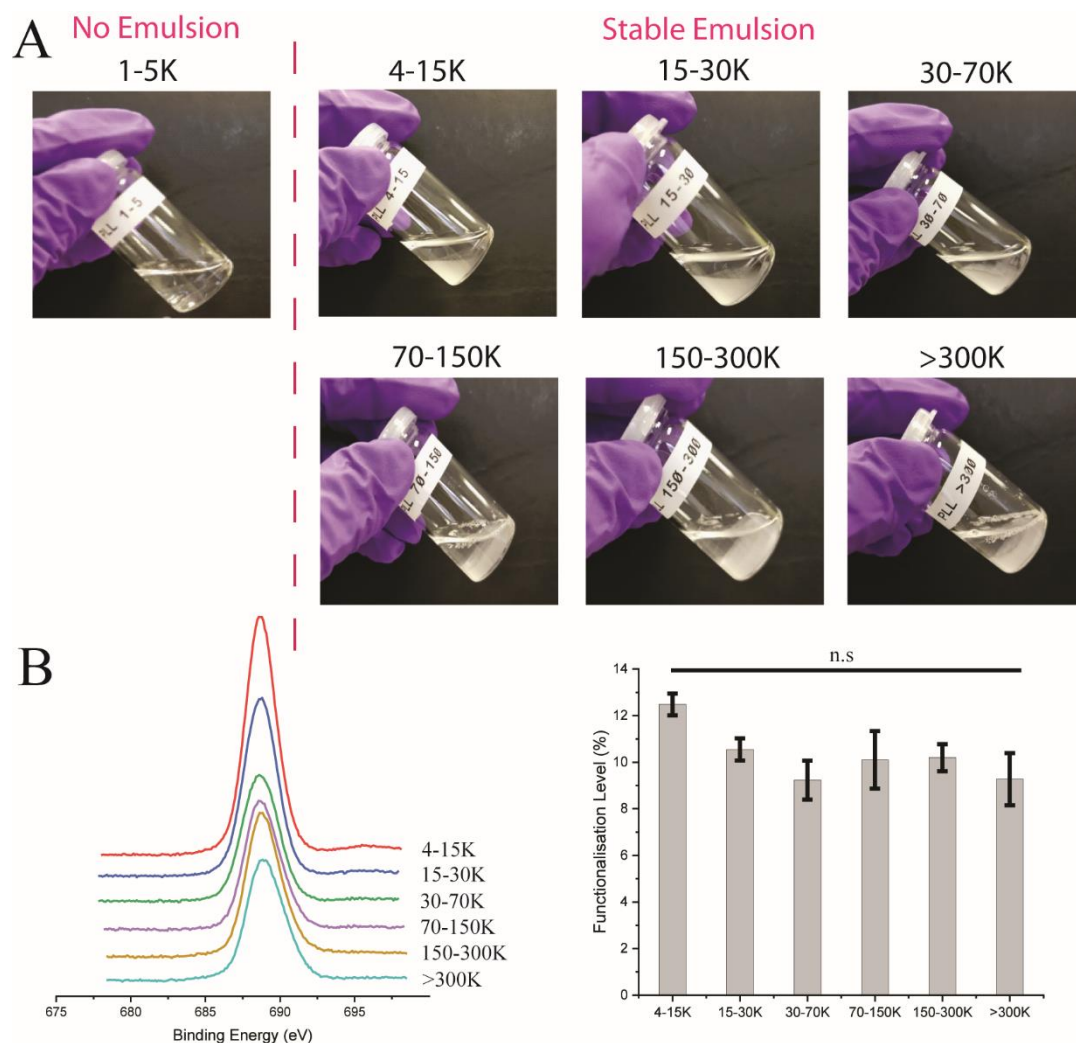 A
No Emulsion
Stable Emulsion
1-5K
4-15K
15-30K
30-70K
PLL 1-5
PLL 4-15
PLL 15-30
PLL 30-70
70-150K
150-300K
>300K
PLL 70-150
PLL 150-300
PLL >300
B
4-15K
15-30K
30-70K
70-150K
150-300K
>300K
675
680
685
690
695
Binding Energy (eV)
n.s
14
12
10
8
6
4
2
0
Functionalisation Level (%)
4-15K
15-30K
30-70K
70-150K
150-300K
>300K